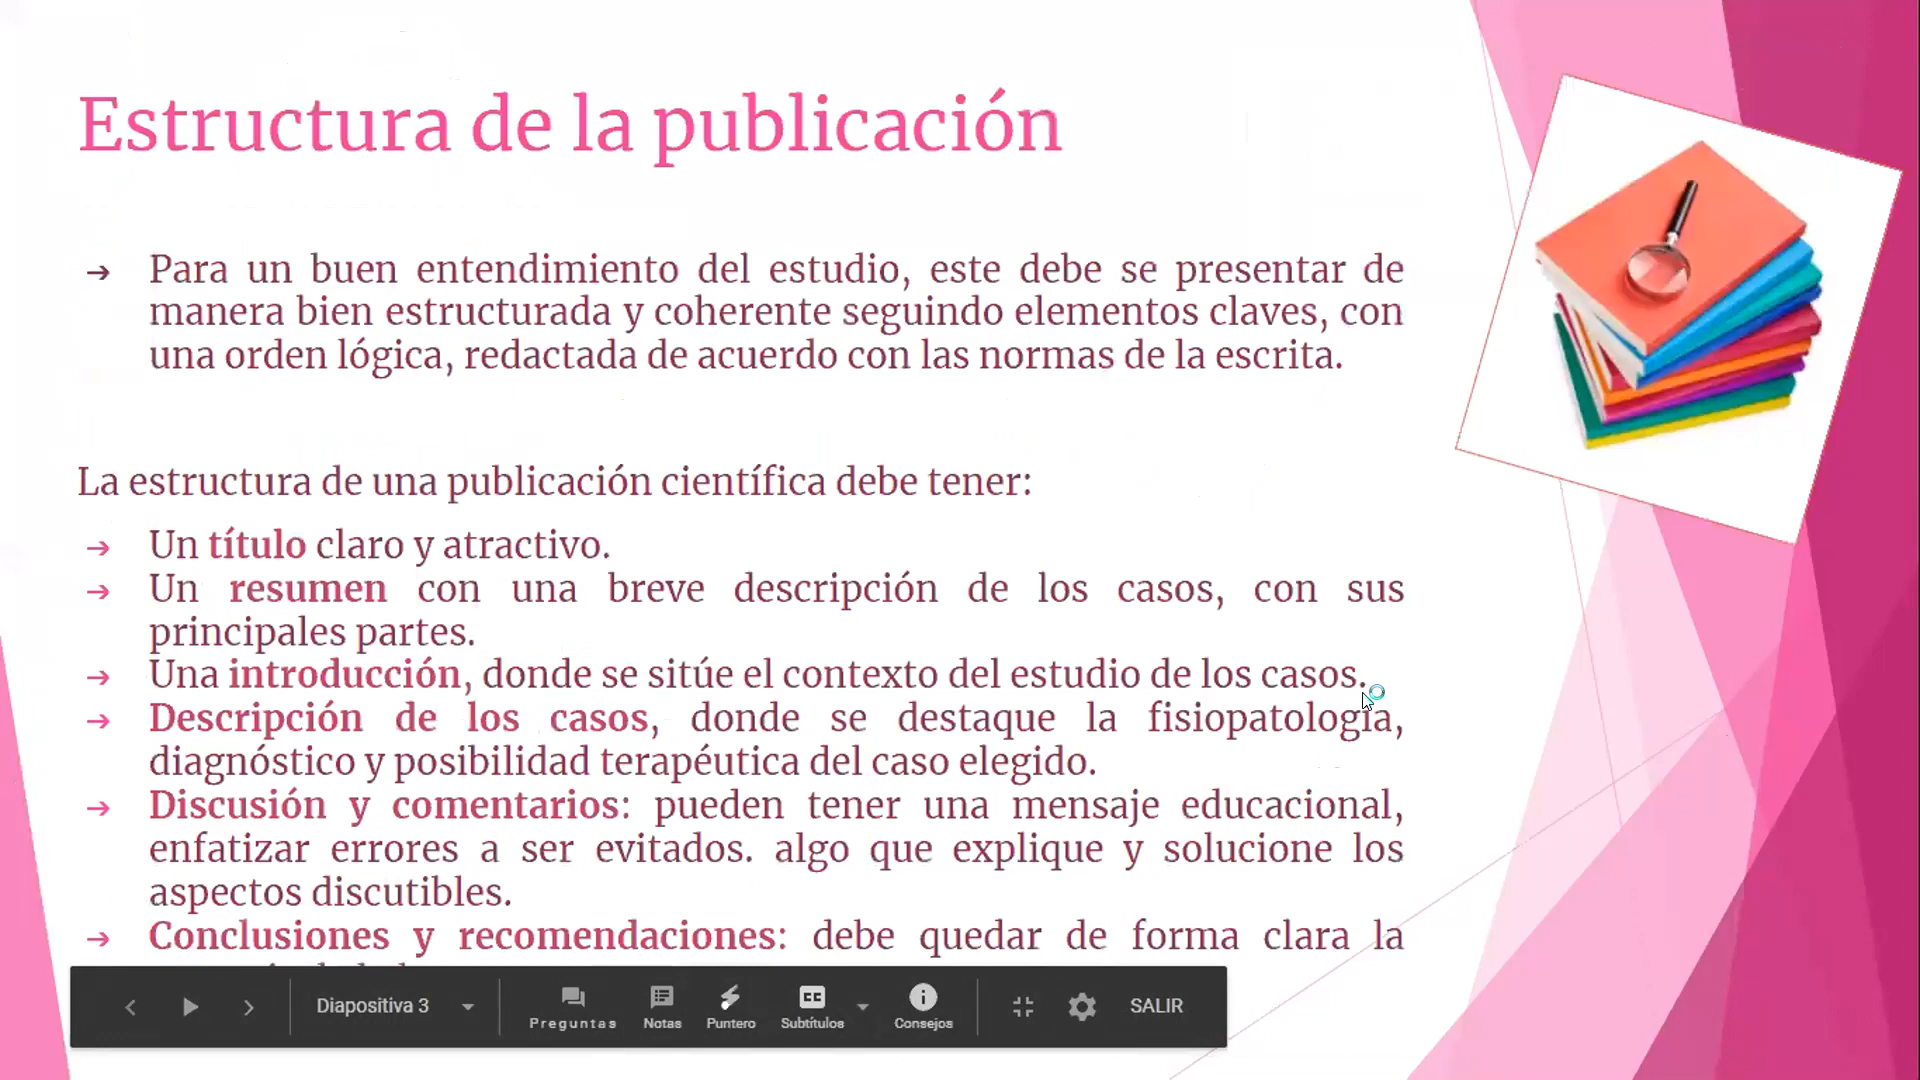 Estructura de la publicación
➔ Para un buen entendimiento del estudio, este debe se presentar de
manera bien estructurada y coherente seguindo elementos claves, con
una orden lógica, redactada de acuerdo con las normas de la escrita.
La estructura de una publicación científica debe tener:
➔ Un título claro y atractivo.
➔ Un resumen con una breve descripción de los casos, con sus
principales partes.
➔ Una introducción, donde se sitúe el contexto del estudio de los casos.
➔ Descripción de los casos, donde se destaque la fisiopatologia,
diagnóstico y posibilidad terapéutica del caso elegido.
➔ Discusión y comentarios: pueden tener una mensaje educacional,
enfatizar errores a ser evitados. algo que explique y solucione los
aspectos discutibles.
➔ Conclusiones y recomendaciones: debe quedar de forma clara la
Diapositiva 3
Preguntas
Notas
Puntero
CC
Subtítulos
Consejos
SALIR